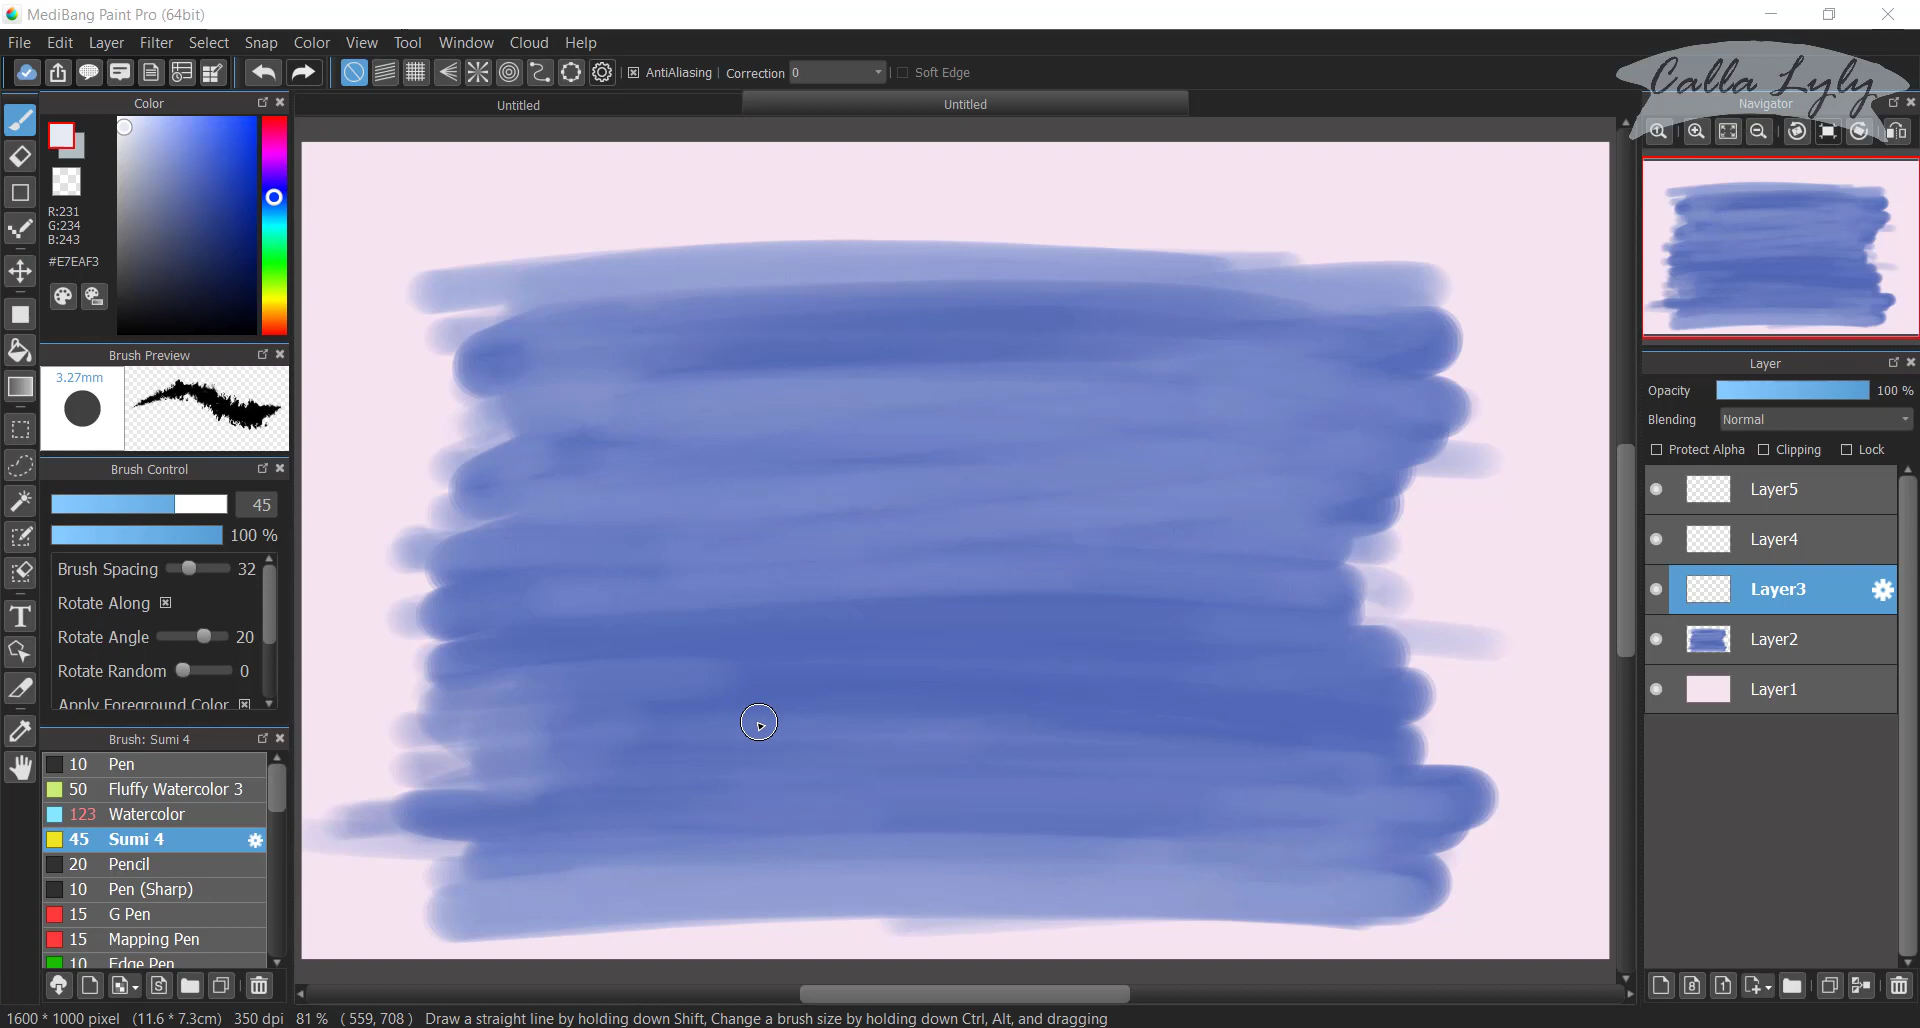 MediBang Paint Pro (64bit)
File Edit Layer Filter Select Snap Color View Tool Window Cloud Help
AntiAliasing Correction 0 Soft Edge
Calla Lyly
Color
Untitled
Untitled
Navigator
R:231
G:234
B:243
#E7EAF3
Brush Preview
3.27mm
Brush Control
45
100 %
Brush Spacing 32
Rotate Along
Rotate Angle 20
Rotate Random 0
Apply Foreground Color
Brush: Sumi 4
10 Pen
50 Fluffy Watercolor 3
123 Watercolor
45 Sumi 4
20 Pencil
10 Pen (Sharp)
15 G Pen
15 Mapping Pen
10 Edge Pen
Layer
Opacity 100 %
Blending Normal
Protect Alpha Clipping Lock
Layer5
Layer4
Layer3
Layer2
Layer1
1600 * 1000 pixel (11.6 * 7.3cm) 350 dpi 81 % ( 559, 708 ) Draw a straight line by holding down Shift, Change a brush size by holding down Ctrl, Alt, and dragging